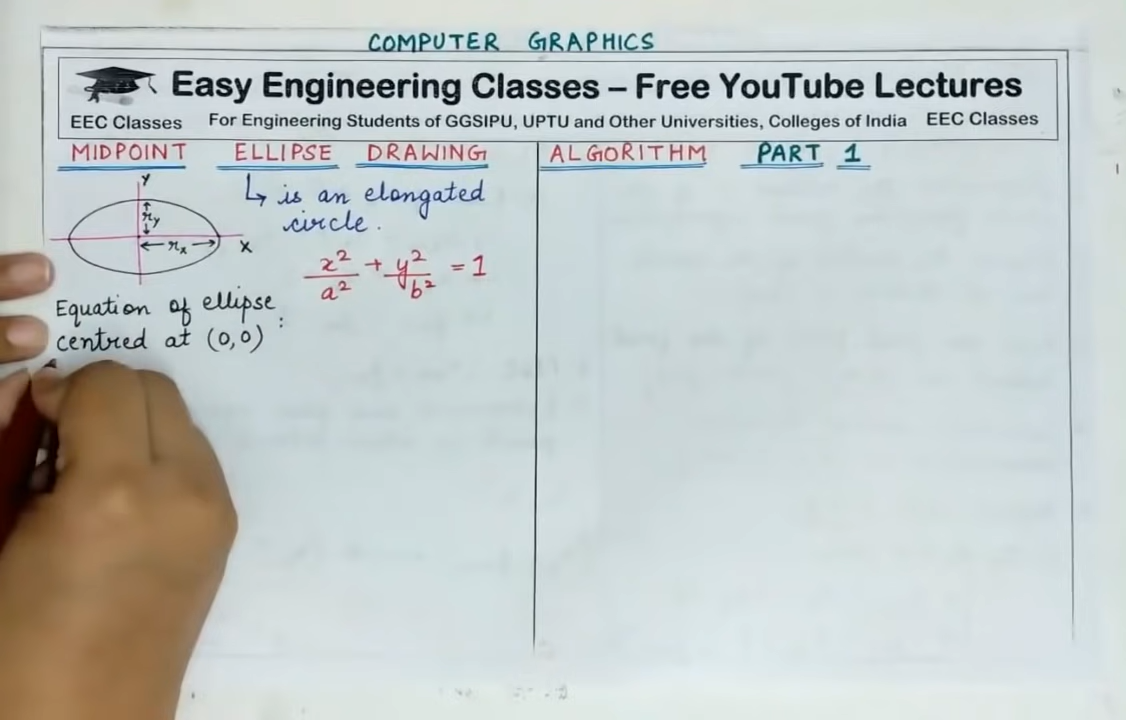 COMPUTER GRAPHICS
Easy Engineering Classes – Free YouTube Lectures
EEC Classes For Engineering Students of GGSIPU, UPTU and Other Universities, Colleges of India EEC Classes
MIDPOINT ELLIPSE DRAWING ALGORITHM PART 1
Y
↳ is an elongated
circle.
ry
rx
X
x²/a² + y²/b² = 1
Equation of ellipse
centred at (0,0) :